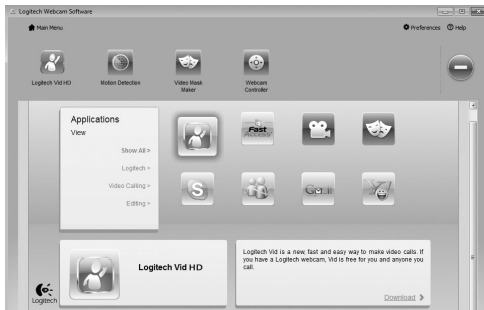 Logitech Webcam Software
Main Menu
Preferences
Help
Logitech Vid HD
Motion Detection
Video Mask
Maker
Webcam
Controller
Applications
View
Show All >
Logitech >
Video Calling >
Editing >
Fast
Access
S
Logitech Vid HD
Logitech Vid is a new, fast and easy way to make video calls. If
you have a Logitech webcam, Vid is free for you and anyone you
call.
Download
Logitech